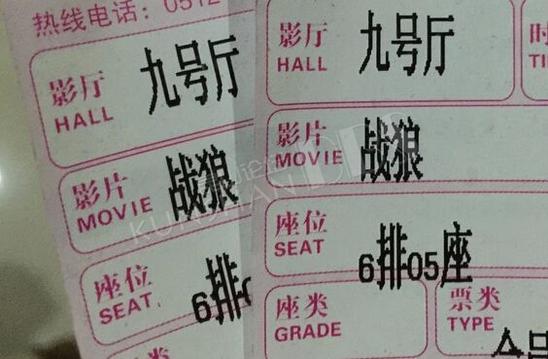 热线电话：0512
影厅
HALL
九号厅
影片
MOVIE
战狼
座位
SEAT
6排0
影厅
HALL
九号厅
影片
MOVIE
战狼
座位
SEAT
6排05座
座类
GRADE
票类
TYPE